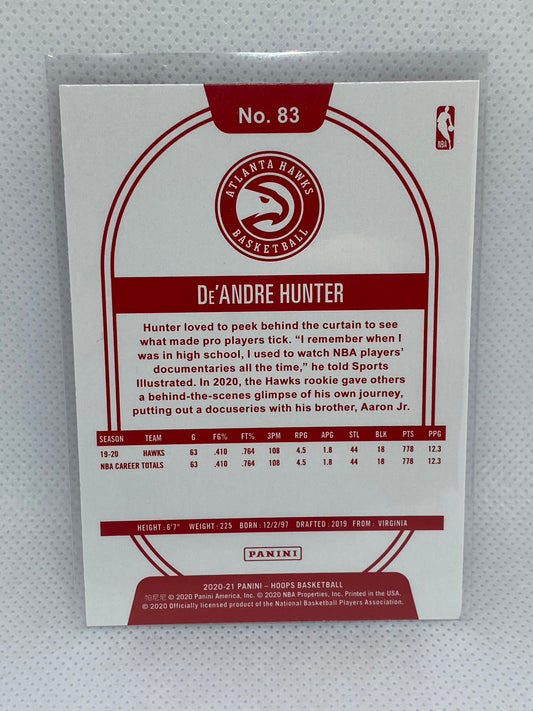 No. 83
NBA
ATLANTA HAWKS
BASKETBALL
De'ANDRE HUNTER
Hunter loved to peek behind the curtain to see
what made pro players tick. "I remember when I
was in high school, I used to watch NBA players'
documentaries all the time," he told Sports
Illustrated. In 2020, the Hawks rookie gave others
a behind-the-scenes glimpse of his own journey,
putting out a docuseries with his brother, Aaron Jr.
SEASON TEAM G FG% FT% 3PM RPG APG STL BLK PTS PPG
19-20 HAWKS 63 .410 .764 108 4.5 1.8 44 18 778 12.3
NBA CAREER TOTALS 63 .410 .764 108 4.5 1.8 44 18 778 12.3
HEIGHT: 6'7" WEIGHT: 225 BORN: 12/2/97 DRAFTED: 2019 FROM: VIRGINIA
PANINI
2020-21 PANINI – HOOPS BASKETBALL
帕尼尼 © 2020 Panini America, Inc. © 2020 NBA Properties, Inc. Printed in the USA.
© 2020 Officially licensed product of the National Basketball Players Association.